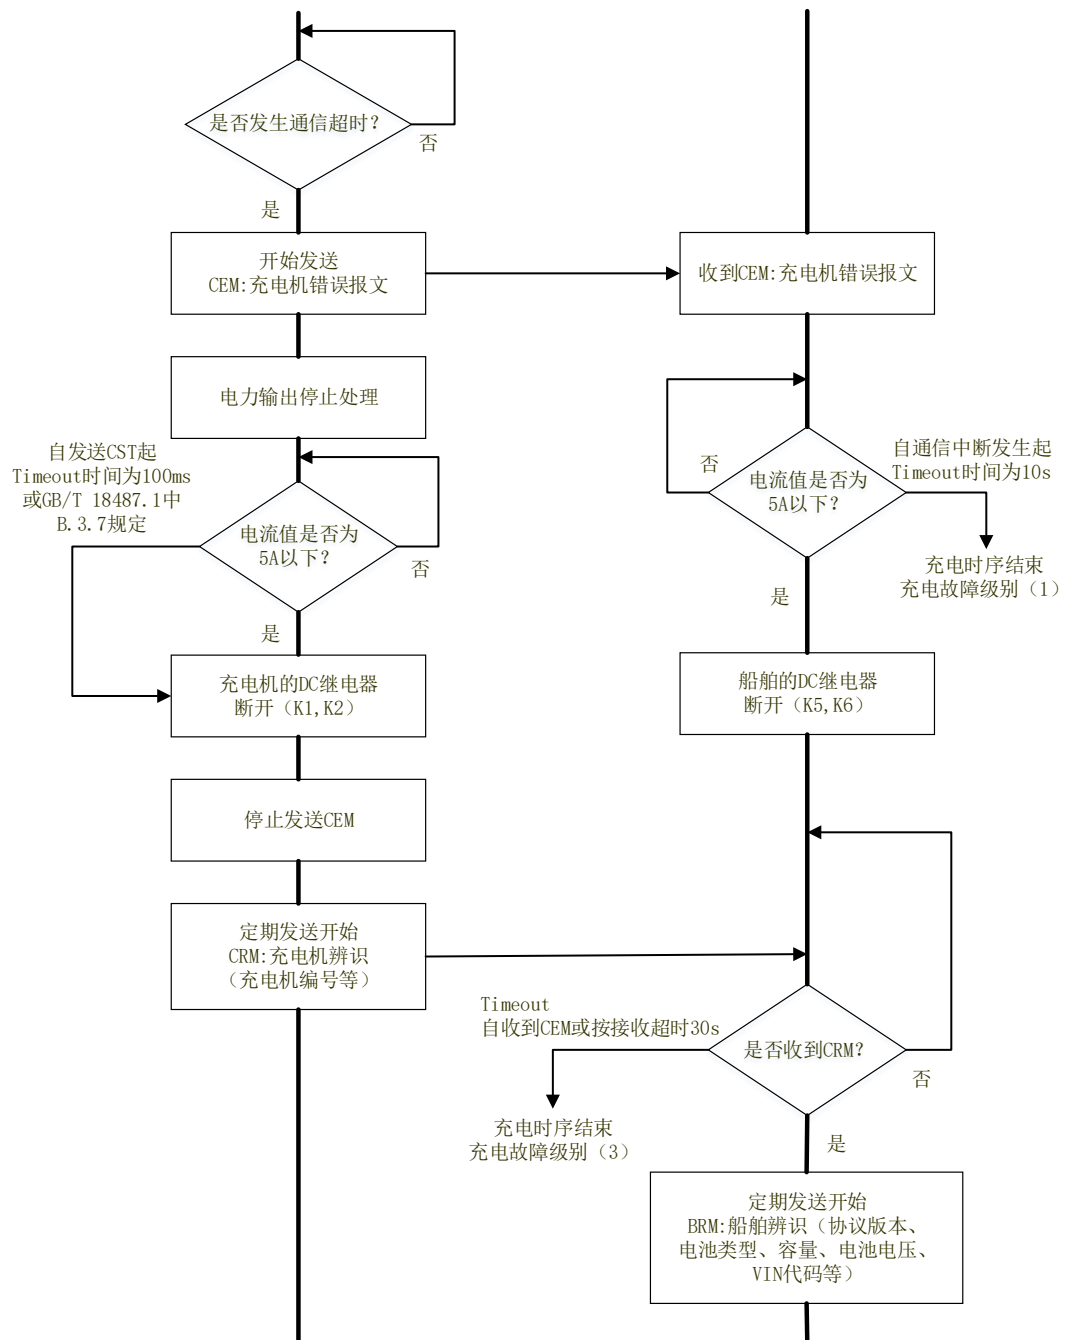 是否发生通信超时?
否
是
开始发送
CEM:充电机错误报文
收到CEM:充电机错误报文
电力输出停止处理
自发送CST起
Timeout时间为100ms
或GB/T 18487.1中
B.3.7规定
电流值是否为
5A以下?
否
是
否
电流值是否为
5A以下?
自通信中断发生起
Timeout时间为10s
充电时序结束
充电故障级别（1）
是
充电机的DC继电器
断开（K1,K2）
船舶的DC继电器
断开（K5,K6）
停止发送CEM
定期发送开始
CRM:充电机辨识
（充电机编号等）
Timeout
自收到CEM或按接收超时30s
是否收到CRM?
否
充电时序结束
充电故障级别（3）
是
定期发送开始
BRM:船舶辨识（协议版本、
电池类型、容量、电池电压、
VIN代码等）